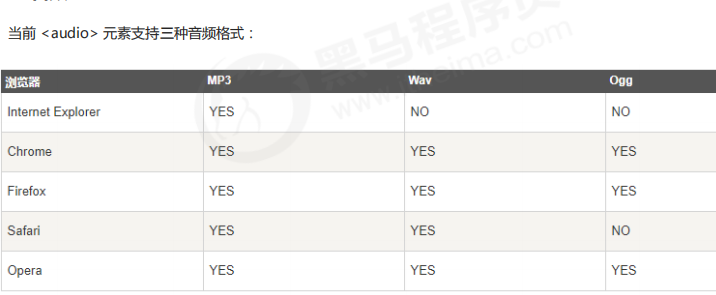 当前 <audio> 元素支持三种音频格式：
黑马程序员
www.itheima.com
浏览器 MP3 Wav Ogg
Internet Explorer YES NO NO
Chrome YES YES YES
Firefox YES YES YES
Safari YES YES NO
Opera YES YES YES